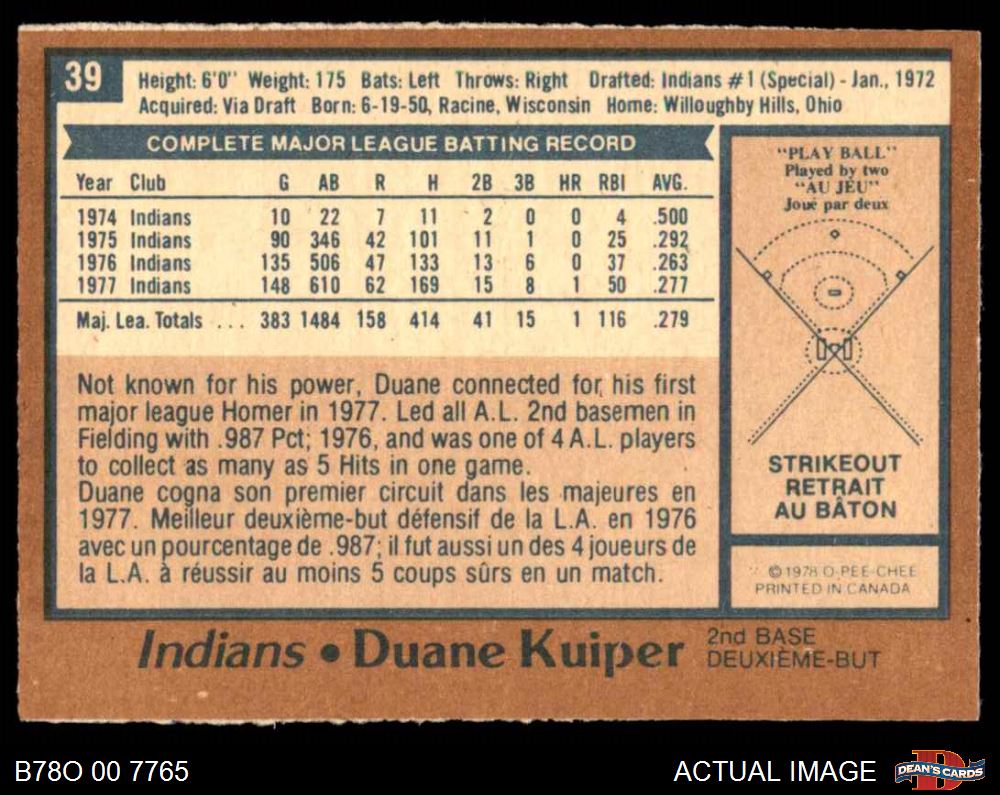 39
Height: 6'0" Weight: 175 Bats: Left Throws: Right Drafted: Indians #1 (Special) - Jan., 1972
Acquired: Via Draft Born: 6-19-50, Racine, Wisconsin Home: Willoughby Hills, Ohio
COMPLETE MAJOR LEAGUE BATTING RECORD
Year Club G AB R H 2B 3B HR RBI AVG.
1974 Indians 10 22 7 11 2 0 0 4 .500
1975 Indians 90 346 42 101 11 1 0 25 .292
1976 Indians 135 506 47 133 13 6 0 37 .263
1977 Indians 148 610 62 169 15 8 1 50 .277
Maj. Lea. Totals ... 383 1484 158 414 41 15 1 116 .279
Not known for his power, Duane connected for his first
major league Homer in 1977. Led all A.L. 2nd basemen in
Fielding with .987 Pct; 1976, and was one of 4 A.L. players
to collect as many as 5 Hits in one game.
Duane cogna son premier circuit dans les majeures en
1977. Meilleur deuxième-but défensif de la L.A. en 1976
avec un pourcentage de .987; il fut aussi un des 4 joueurs de
la L.A. à réussir au moins 5 coups sûrs en un match.
"PLAY BALL"
Played by two
"AU JEU"
Joué par deux
STRIKEOUT
RETRAIT
AU BÂTON
© 1978 O-PEE-CHEE
PRINTED IN CANADA
Indians • Duane Kuiper
2nd BASE
DEUXIÈME-BUT
B78O 00 7765
ACTUAL IMAGE
DEAN'S CARDS